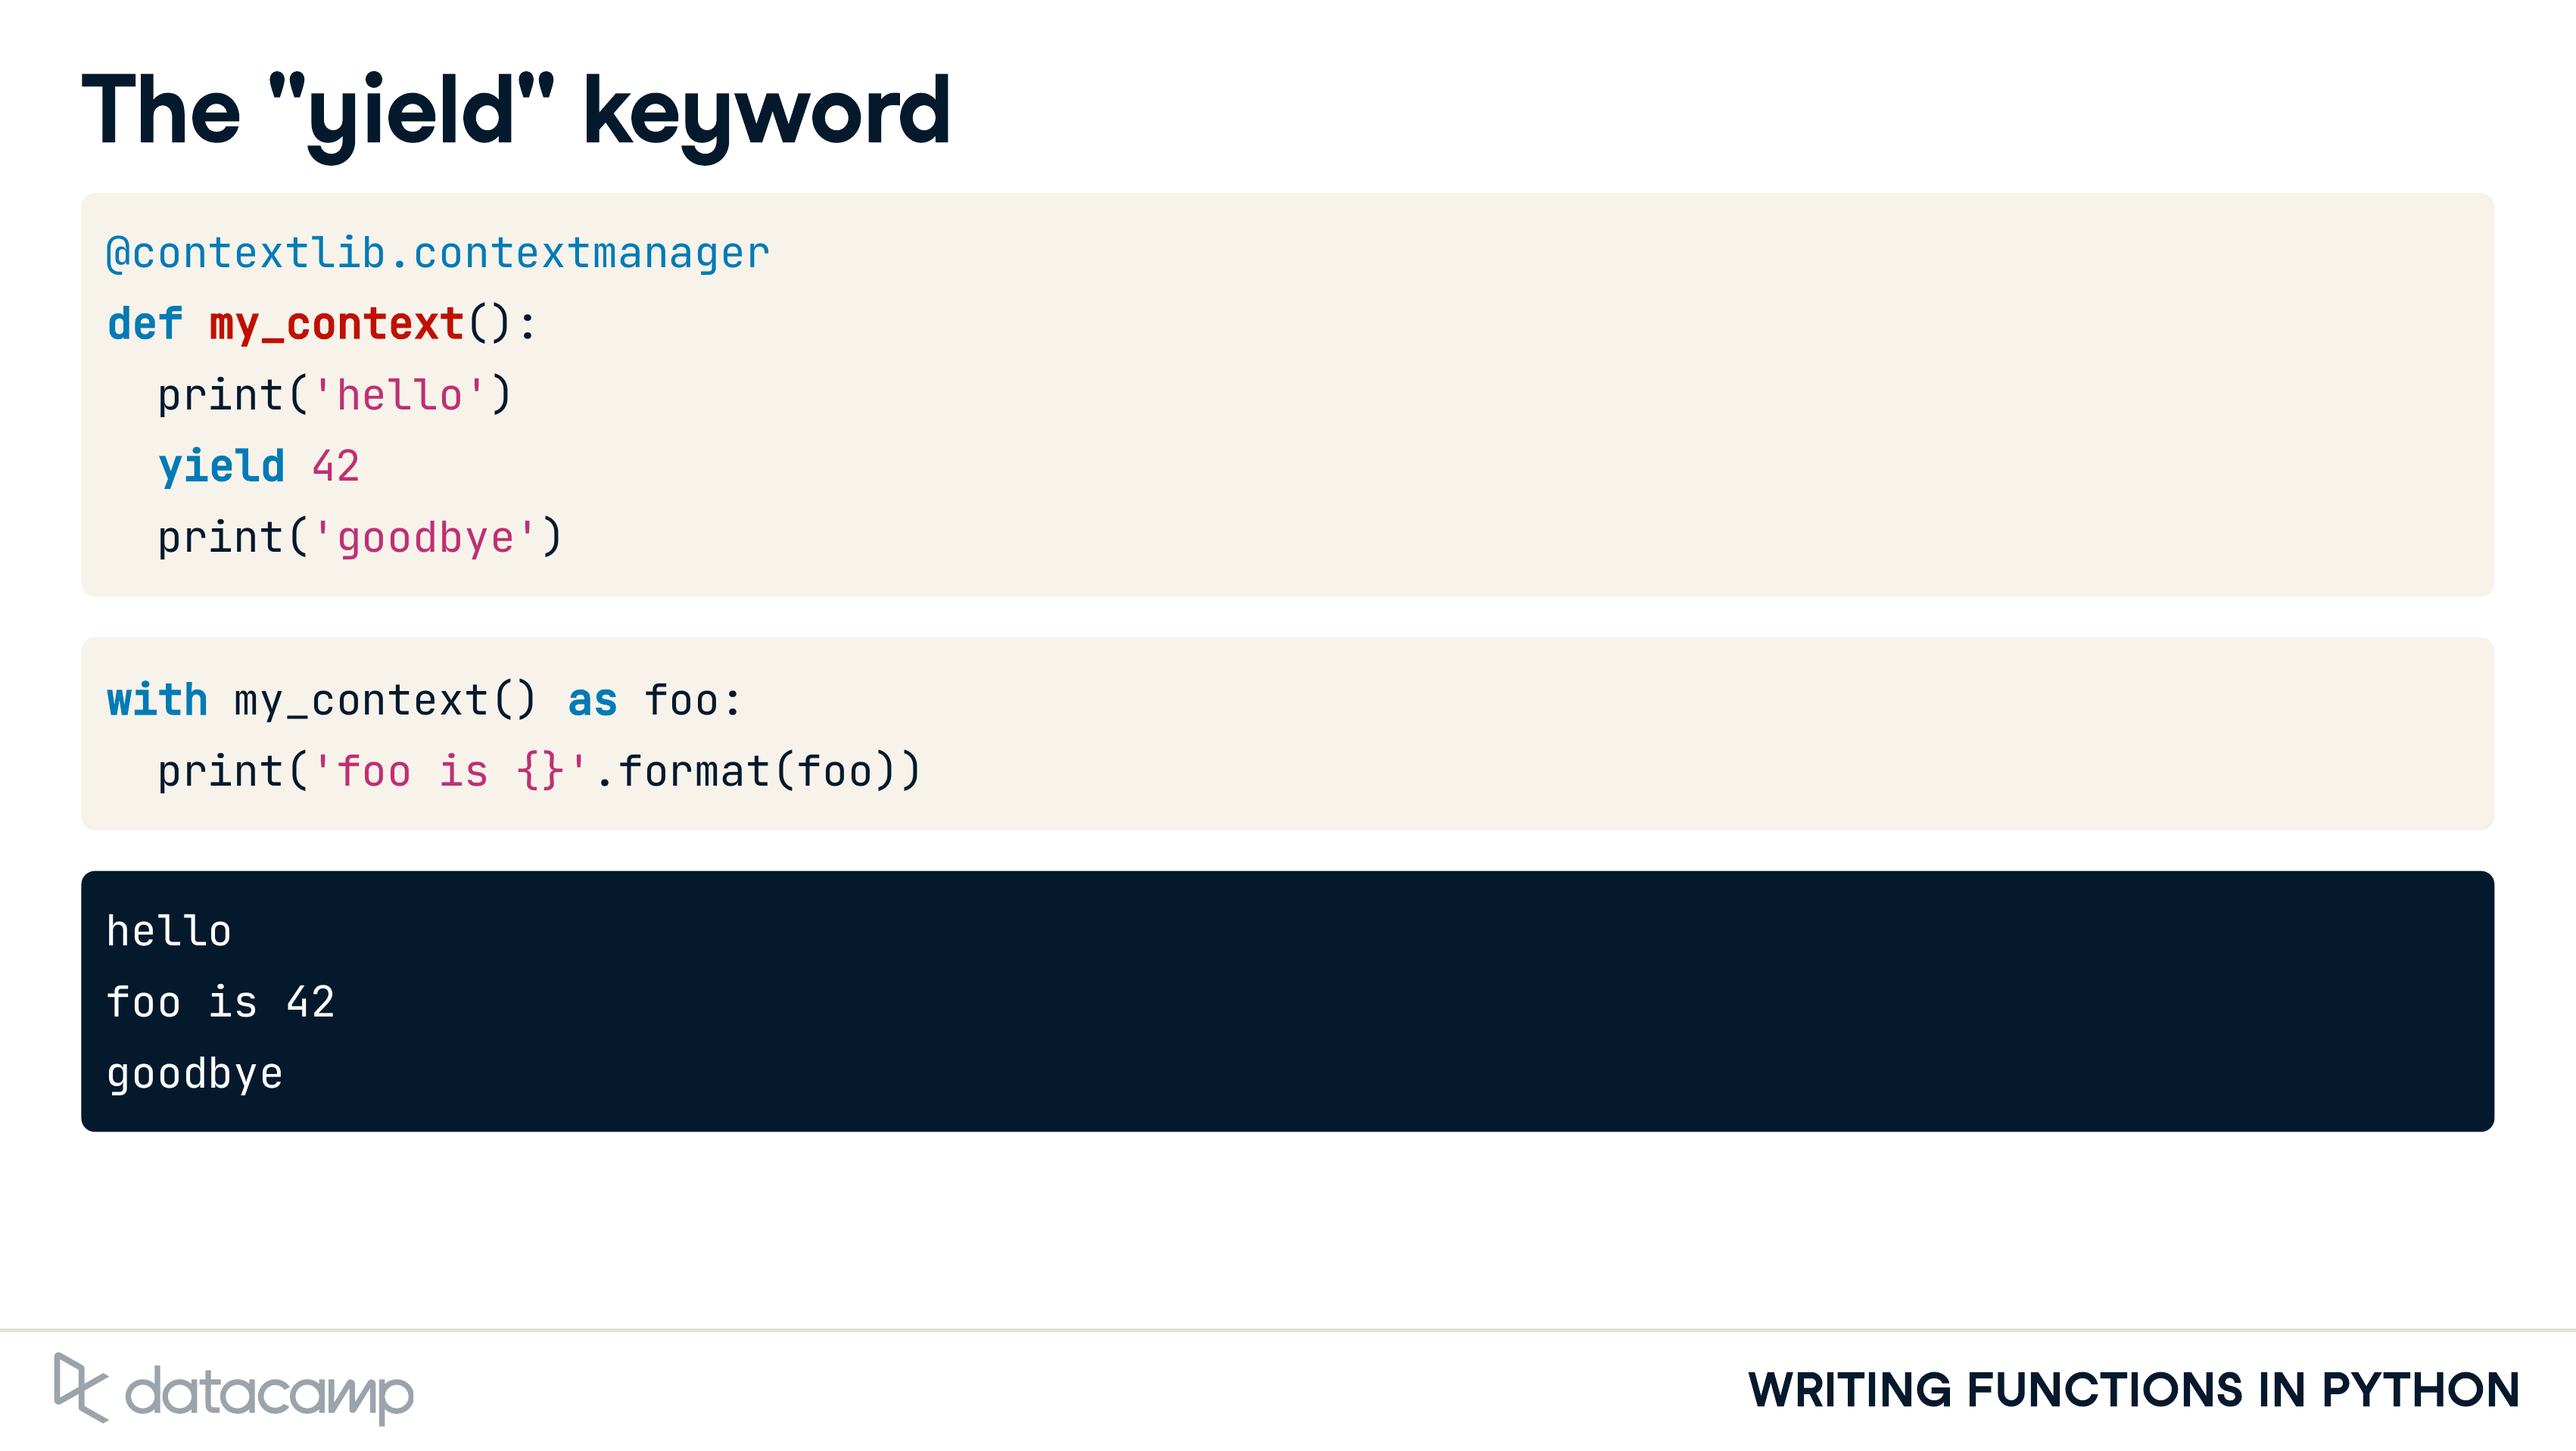 The "yield" keyword
@contextlib.contextmanager
def my_context():
  print('hello')
  yield 42
  print('goodbye')
with my_context() as foo:
  print('foo is {}'.format(foo))
hello
foo is 42
goodbye
datacamp
WRITING FUNCTIONS IN PYTHON